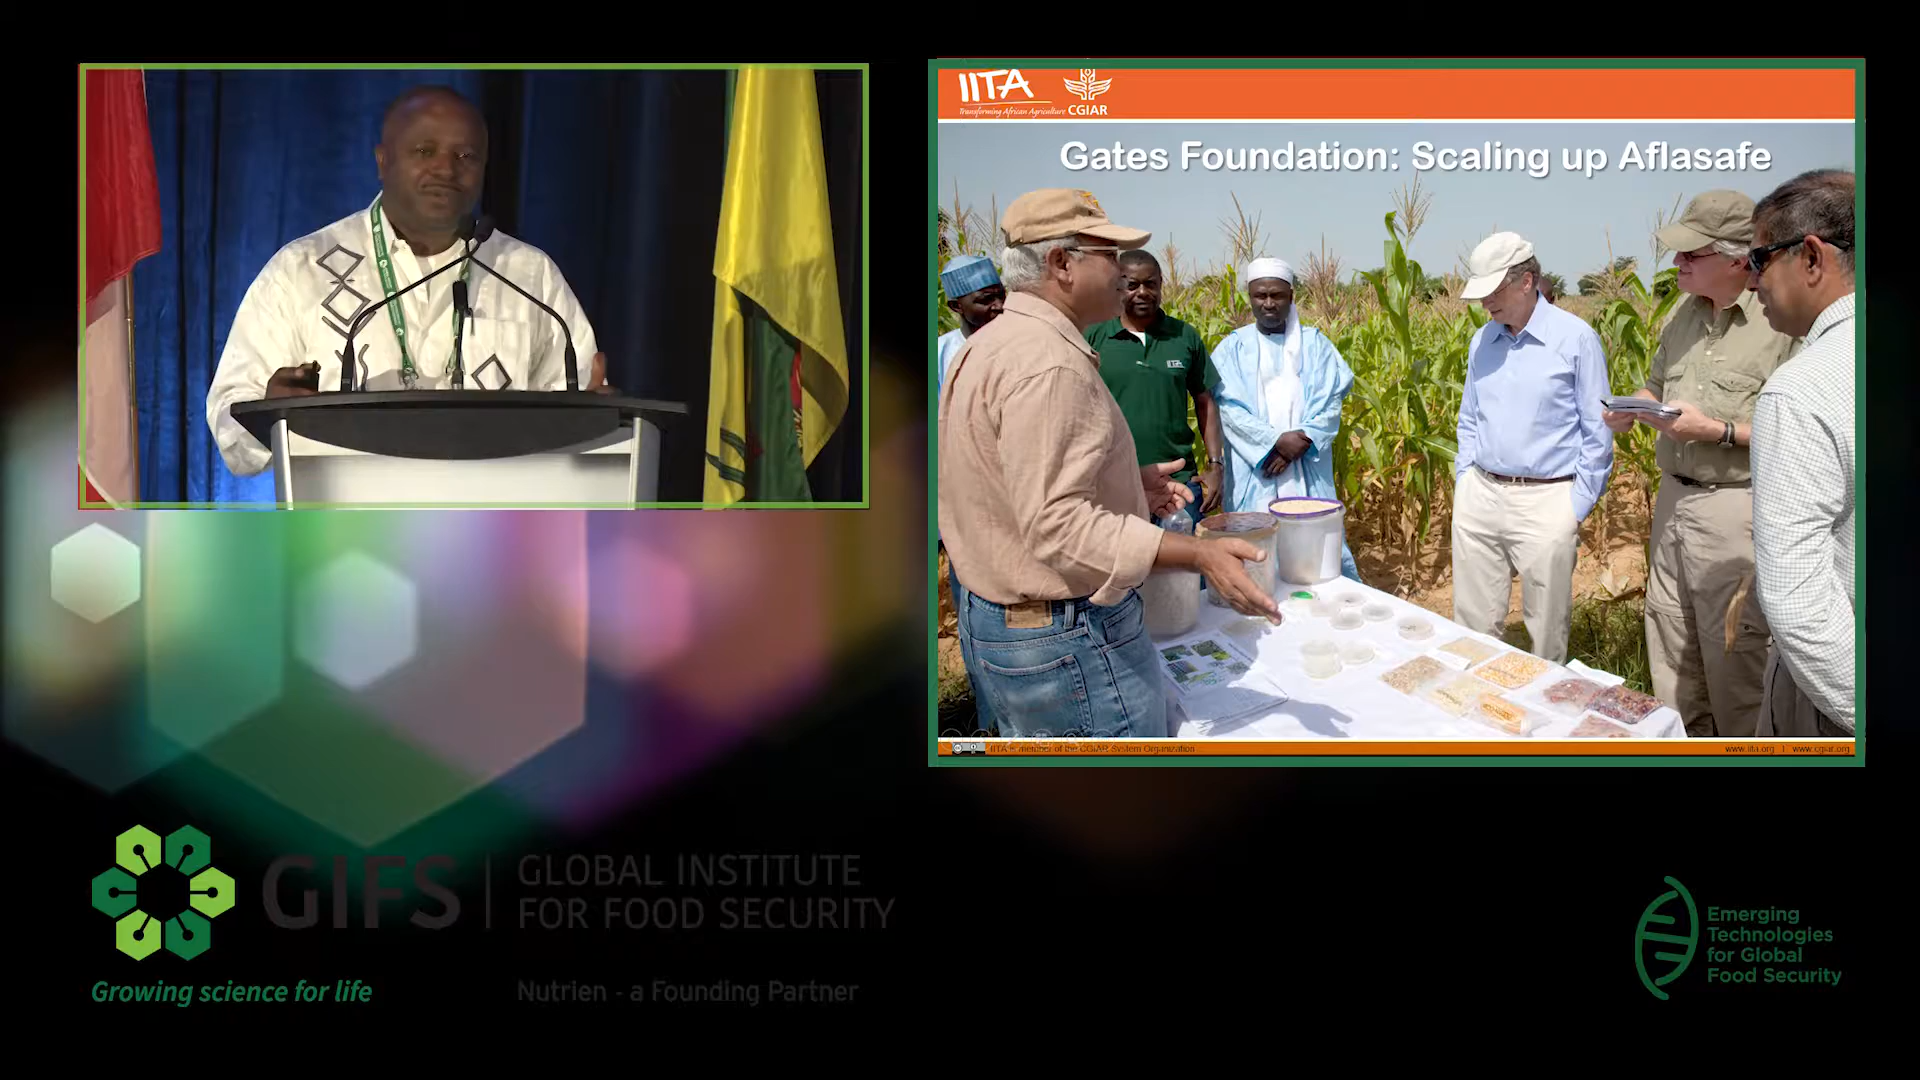 IITA
Transforming African Agriculture
CGIAR
Gates Foundation: Scaling up Aflasafe
IITA
IITA is member of the CGIAR System Organization
www.iita.org | www.cgiar.org
GIFS
GLOBAL INSTITUTE
FOR FOOD SECURITY
Growing science for life
Nutrien - a Founding Partner
Emerging
Technologies
for Global
Food Security